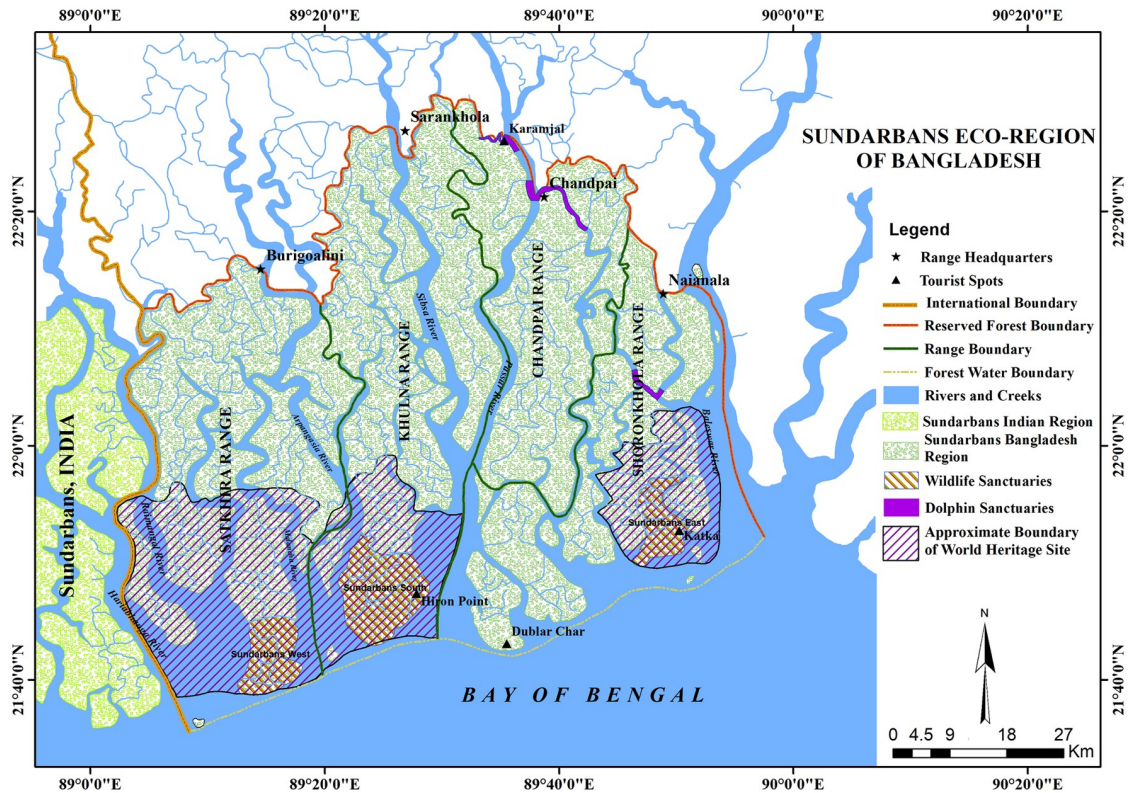 89°0'0"E
89°20'0"E
89°40'0"E
90°0'0"E
90°20'0"E
SUNDARBANS ECO-REGION
OF BANGLADESH
Sarankhola
Karamjal
Chandpai
Burigoalini
Naianala
22°20'0"N
22°20'0"N
22°0'0"N
22°0'0"N
21°40'0"N
21°40'0"N
Legend
Range Headquarters
Tourist Spots
International Boundary
Reserved Forest Boundary
Range Boundary
Forest Water Boundary
Rivers and Creeks
Sundarbans Indian Region
Sundarbans Bangladesh
Region
Wildlife Sanctuaries
Dolphin Sanctuaries
Approximate Boundary
of World Heritage Site
Sundarbans, INDIA
SATKHIRA RANGE
KHULNA RANGE
CHANDPAI RANGE
SHORONKHOLA RANGE
Sibsa River
Passur River
Arpangasia River
Baleswar River
Raimangal River
River
River
Sundarbans East
Katka
Sundarbans South
Hiron Point
Sundarbans West
Dublar Char
BAY OF BENGAL
N
0 4.5 9 18 27
Km
89°0'0"E
89°20'0"E
89°40'0"E
90°0'0"E
90°20'0"E